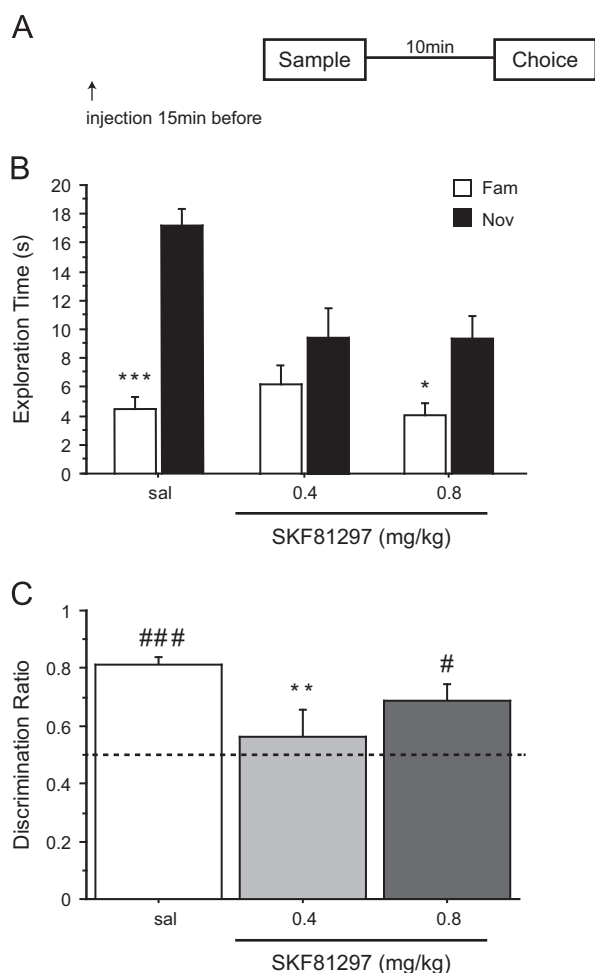 A
Sample
10min
Choice
↑
injection 15min before
B
20
18
16
14
12
10
8
6
4
2
0
Exploration Time (s)
Fam
Nov
***
*
sal
0.4
0.8
SKF81297 (mg/kg)
C
1
0.8
0.6
0.4
0.2
0
Discrimination Ratio
###
**
#
sal
0.4
0.8
SKF81297 (mg/kg)